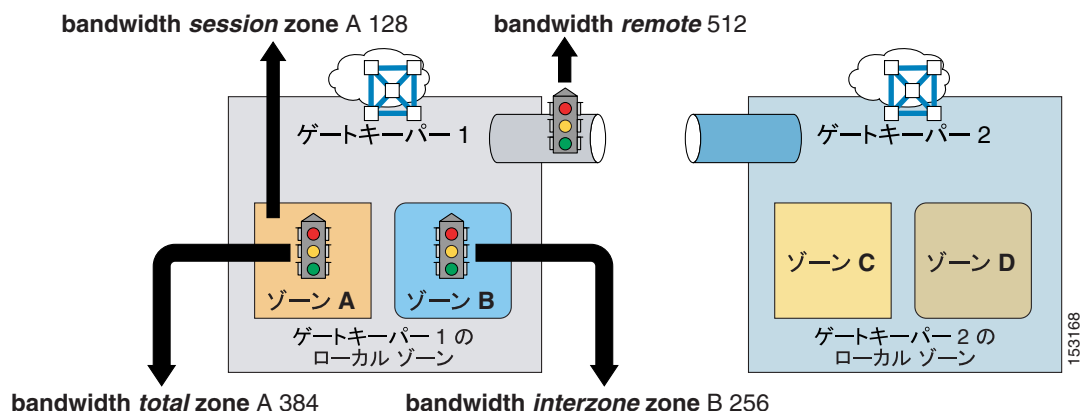 bandwidth session zone A 128
bandwidth remote 512
ゲートキーパー 1
ゲートキーパー 2
ゾーン A
ゾーン B
ゾーン C
ゾーン D
ゲートキーパー 1 の
ローカル ゾーン
ゲートキーパー 2 の
ローカル ゾーン
153168
bandwidth total zone A 384
bandwidth interzone zone B 256